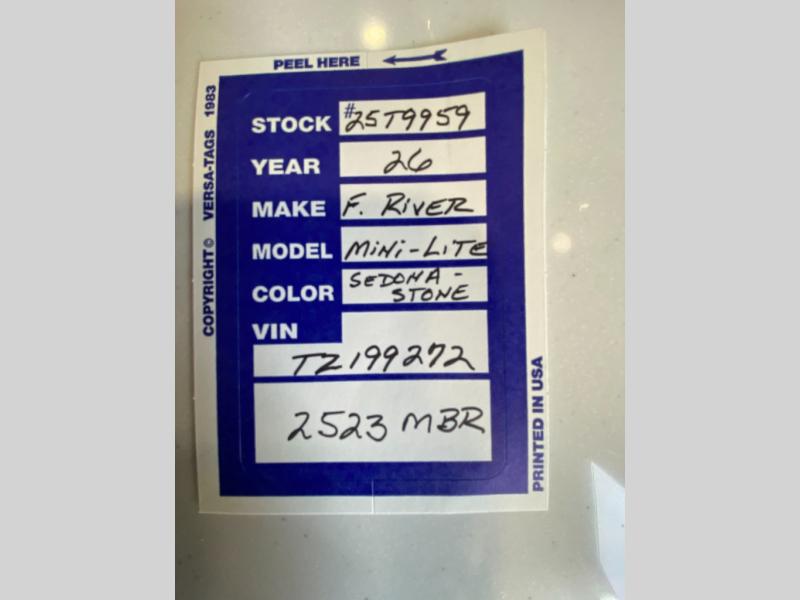 PEEL HERE
COPYRIGHT© VERSA-TAGS 1983
STOCK #25T9959
YEAR 26
MAKE F. RIVER
MODEL MINI-LITE
COLOR SEDONA -
STONE
VIN
TZ199272
2523 MBR
PRINTED IN USA